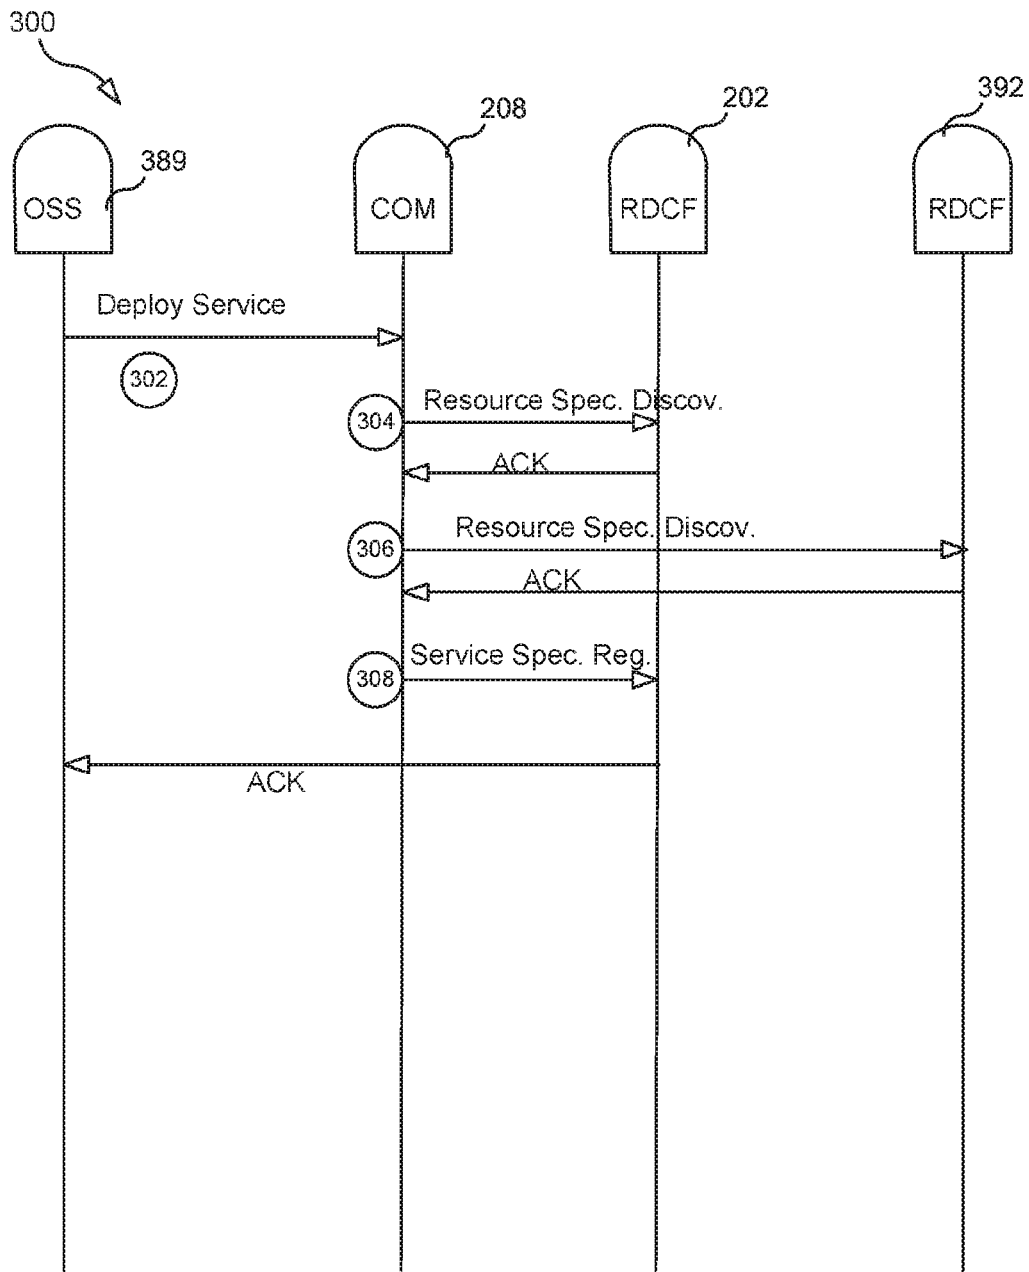 300
389
208
202
392
OSS
COM
RDCF
RDCF
Deploy Service
302
304
Resource Spec. Discov.
ACK
306
Resource Spec. Discov.
ACK
308
Service Spec. Reg.
ACK